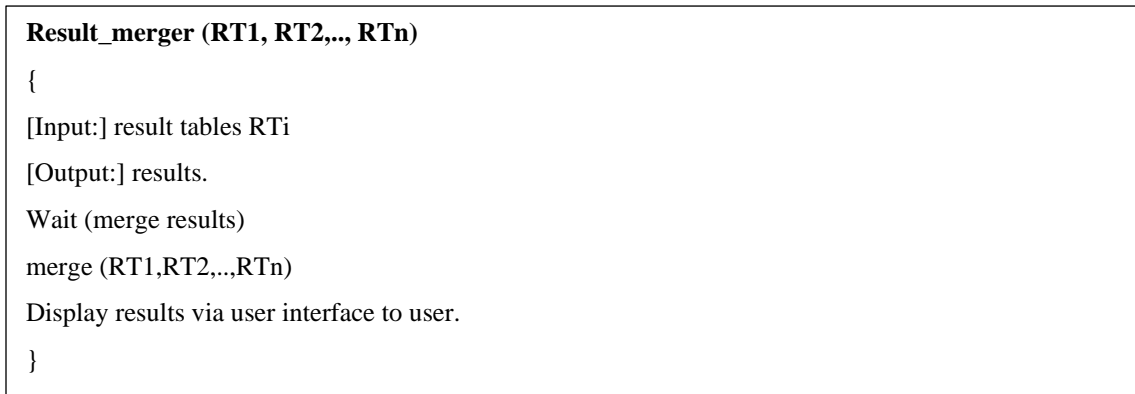 Result_merger (RT1, RT2,.., RTn)
{
[Input:] result tables RTi
[Output:] results.
Wait (merge results)
merge (RT1,RT2,..,RTn)
Display results via user interface to user.
}